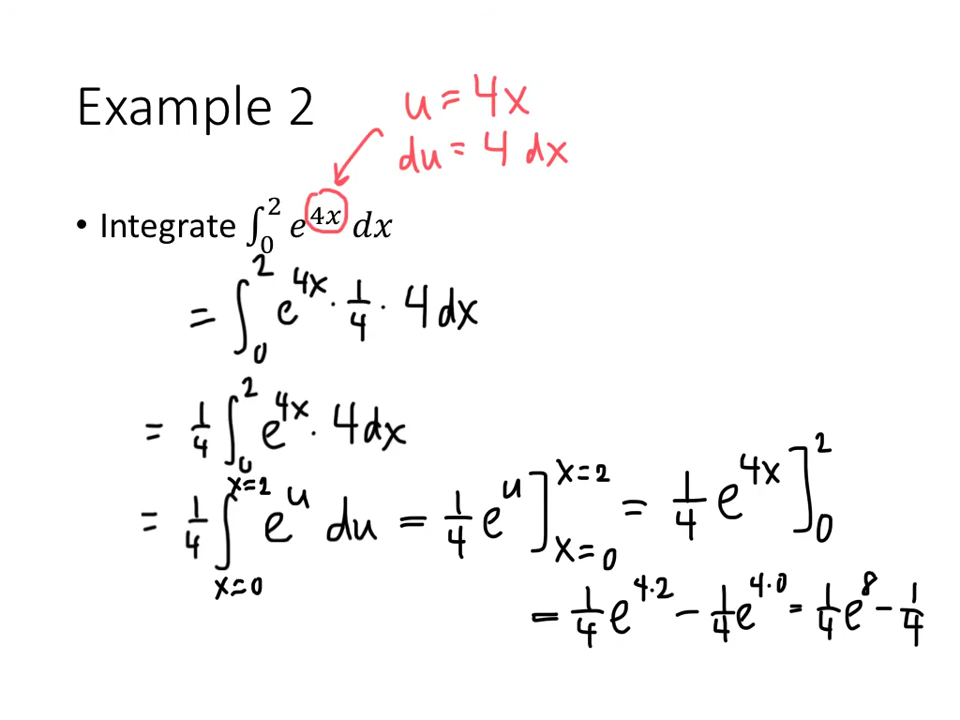 Example 2
u = 4x
du = 4 dx
• Integrate ∫₀² e^{4x} dx
= ∫₀² e^{4x} · 1/4 · 4dx
= 1/4 ∫₀² e^{4x} · 4dx
= 1/4 ∫_{x=0}^{x=2} e^u du = 1/4 e^u ]_{x=0}^{x=2} = 1/4 e^{4x} ]₀²
= 1/4 e^{4·2} − 1/4 e^{4·0} = 1/4 e^8 − 1/4